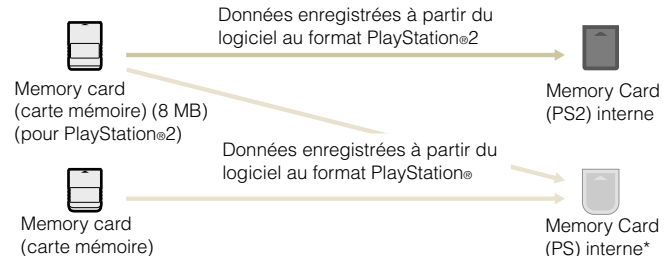 Données enregistrées à partir du
logiciel au format PlayStation®2
Memory card
(carte mémoire) (8 MB)
(pour PlayStation®2)
Memory Card
(PS2) interne
Données enregistrées à partir du
logiciel au format PlayStation®
Memory card
(carte mémoire)
Memory Card
(PS) interne*